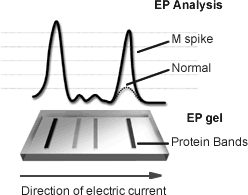 EP Analysis
M spike
Normal
EP gel
Protein Bands
Direction of electric current